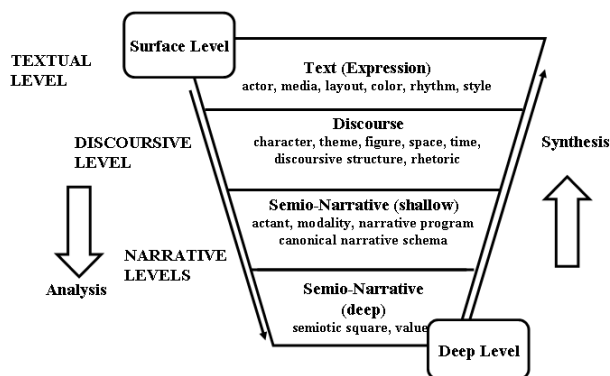 Surface Level
TEXTUAL
LEVEL
Text (Expression)
actor, media, layout, color, rhythm, style
DISCOURSIVE
LEVEL
Discourse
character, theme, figure, space, time,
discoursive structure, rhetoric
Synthesis
Semio-Narrative (shallow)
actant, modality, narrative program
canonical narrative schema
NARRATIVE
LEVELS
Analysis
Semio-Narrative
(deep)
semiotic square, value
Deep Level